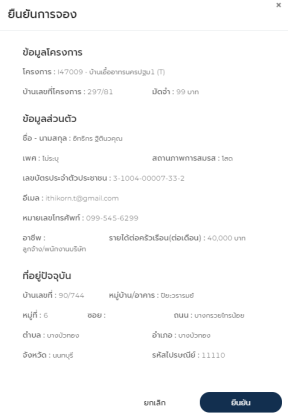 ยืนยันการจอง
×
ข้อมูลโครงการ
โครงการ : I47009 - บ้านเอื้ออาทรนครปฐม1 (T)
บ้านเลขที่โครงการ : 297/81 มัดจำ : 99 บาท
ข้อมูลส่วนตัว
ชื่อ - นามสกุล : อิทธิกร ฐิติบวคุณ
เพศ : ไม่ระบุ สถานภาพการสมรส : โสด
เลขบัตรประจำตัวประชาชน : 3-1004-00007-33-2
อีเมล : ithikorn.t@gmail.com
หมายเลขโทรศัพท์ : 099-545-6299
อาชีพ : รายได้ต่อครัวเรือน(ต่อเดือน) : 40,000 บาท
ลูกจ้าง/พนักงานบริษัท
ที่อยู่ปัจจุบัน
บ้านเลขที่ : 90/744 หมู่บ้าน/อาคาร : ปิยะวรารมย์
หมู่ที่ : 6 ซอย : ถนน : บางกรวยไทรน้อย
ตำบล : บางบัวทอง อำเภอ : บางบัวทอง
จังหวัด : นนทบุรี รหัสไปรษณีย์ : 11110
ยกเลิก ยืนยัน